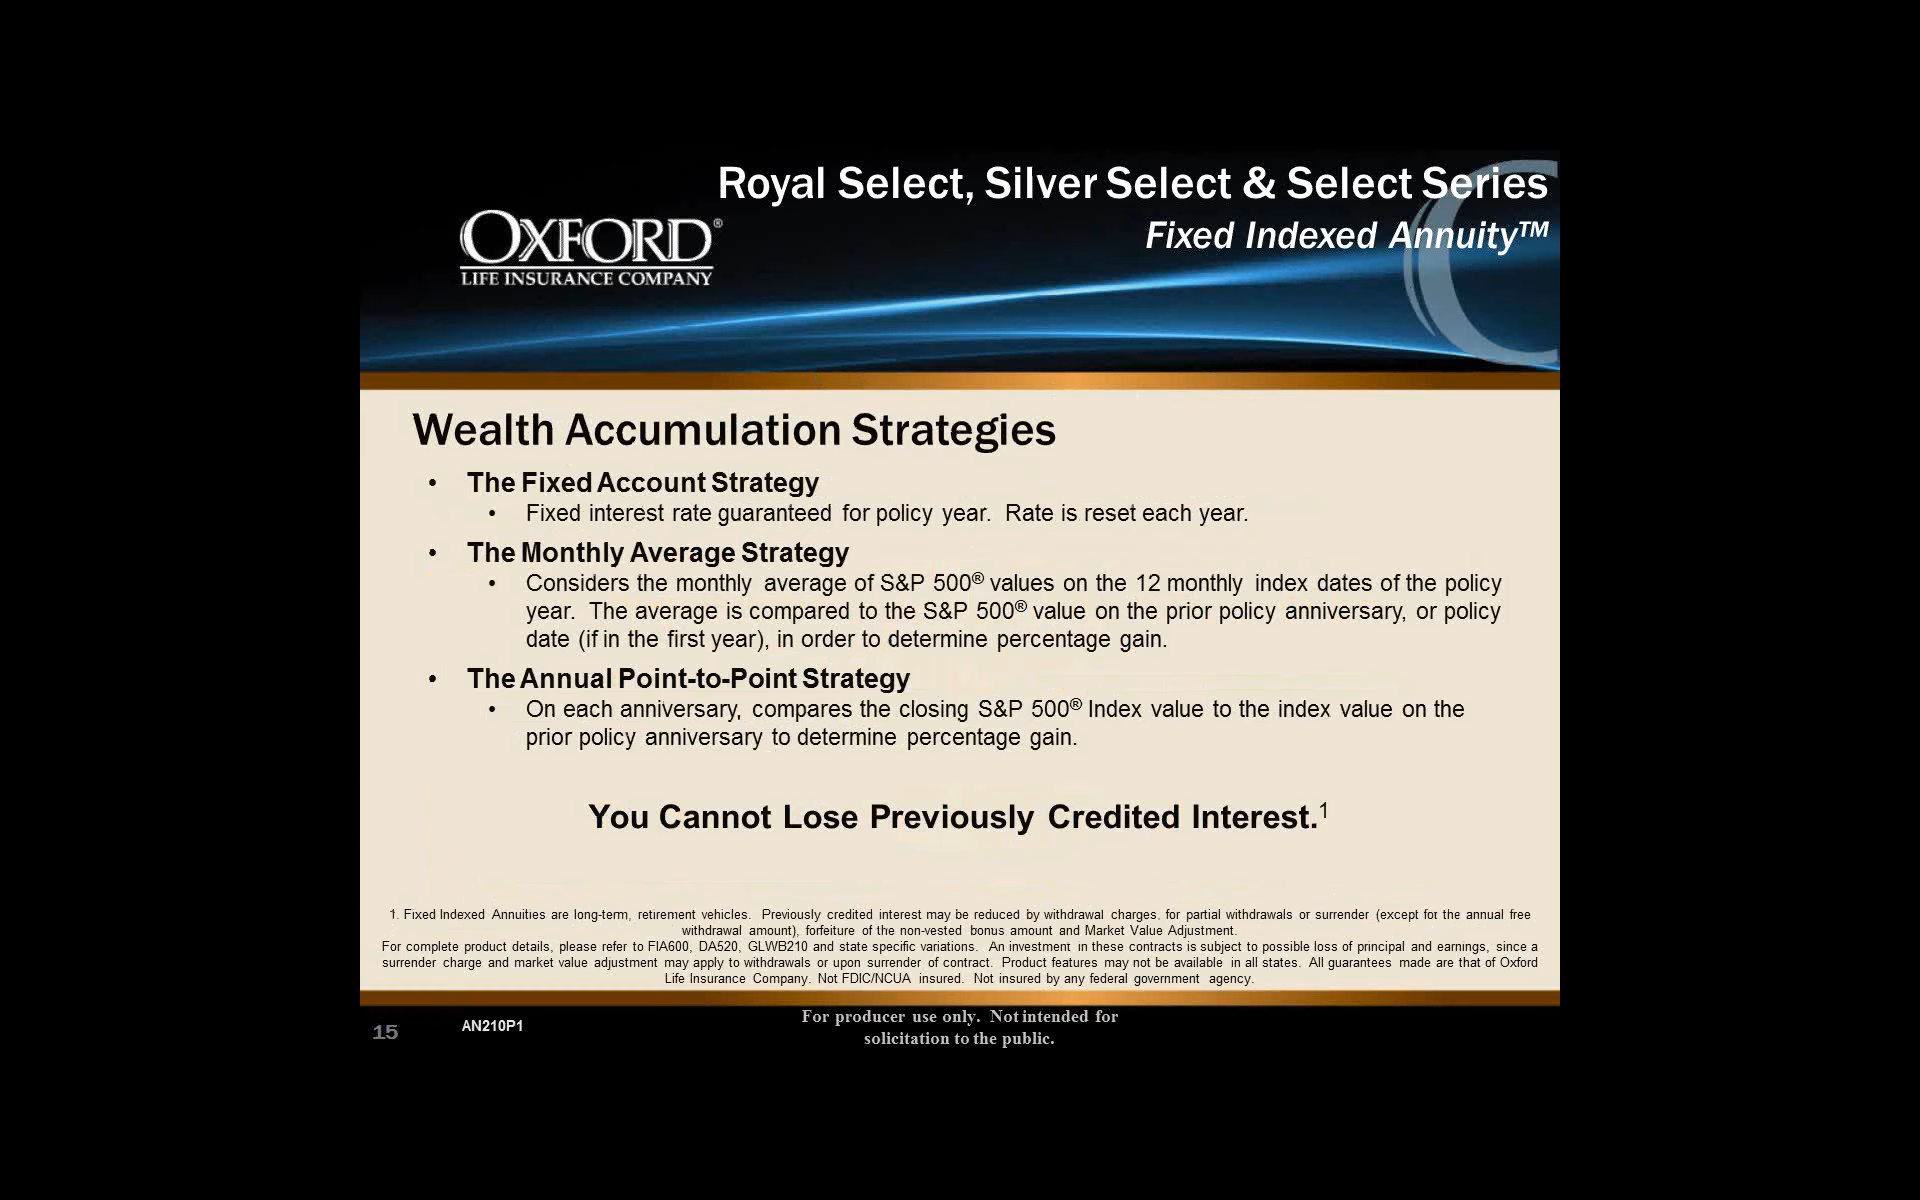 Royal Select, Silver Select & Select Series
Fixed Indexed Annuity™
OXFORD®
LIFE INSURANCE COMPANY
Wealth Accumulation Strategies
• The Fixed Account Strategy
• Fixed interest rate guaranteed for policy year. Rate is reset each year.
• The Monthly Average Strategy
• Considers the monthly average of S&P 500® values on the 12 monthly index dates of the policy
year. The average is compared to the S&P 500® value on the prior policy anniversary, or policy
date (if in the first year), in order to determine percentage gain.
• The Annual Point-to-Point Strategy
• On each anniversary, compares the closing S&P 500® Index value to the index value on the
prior policy anniversary to determine percentage gain.
You Cannot Lose Previously Credited Interest.1
1. Fixed Indexed Annuities are long-term, retirement vehicles. Previously credited interest may be reduced by withdrawal charges, for partial withdrawals or surrender (except for the annual free
withdrawal amount), forfeiture of the non-vested bonus amount and Market Value Adjustment.
For complete product details, please refer to FIA600, DA520, GLWB210 and state specific variations. An investment in these contracts is subject to possible loss of principal and earnings, since a
surrender charge and market value adjustment may apply to withdrawals or upon surrender of contract. Product features may not be available in all states. All guarantees made are that of Oxford
Life Insurance Company. Not FDIC/NCUA insured. Not insured by any federal government agency.
15
AN210P1
For producer use only. Not intended for
solicitation to the public.